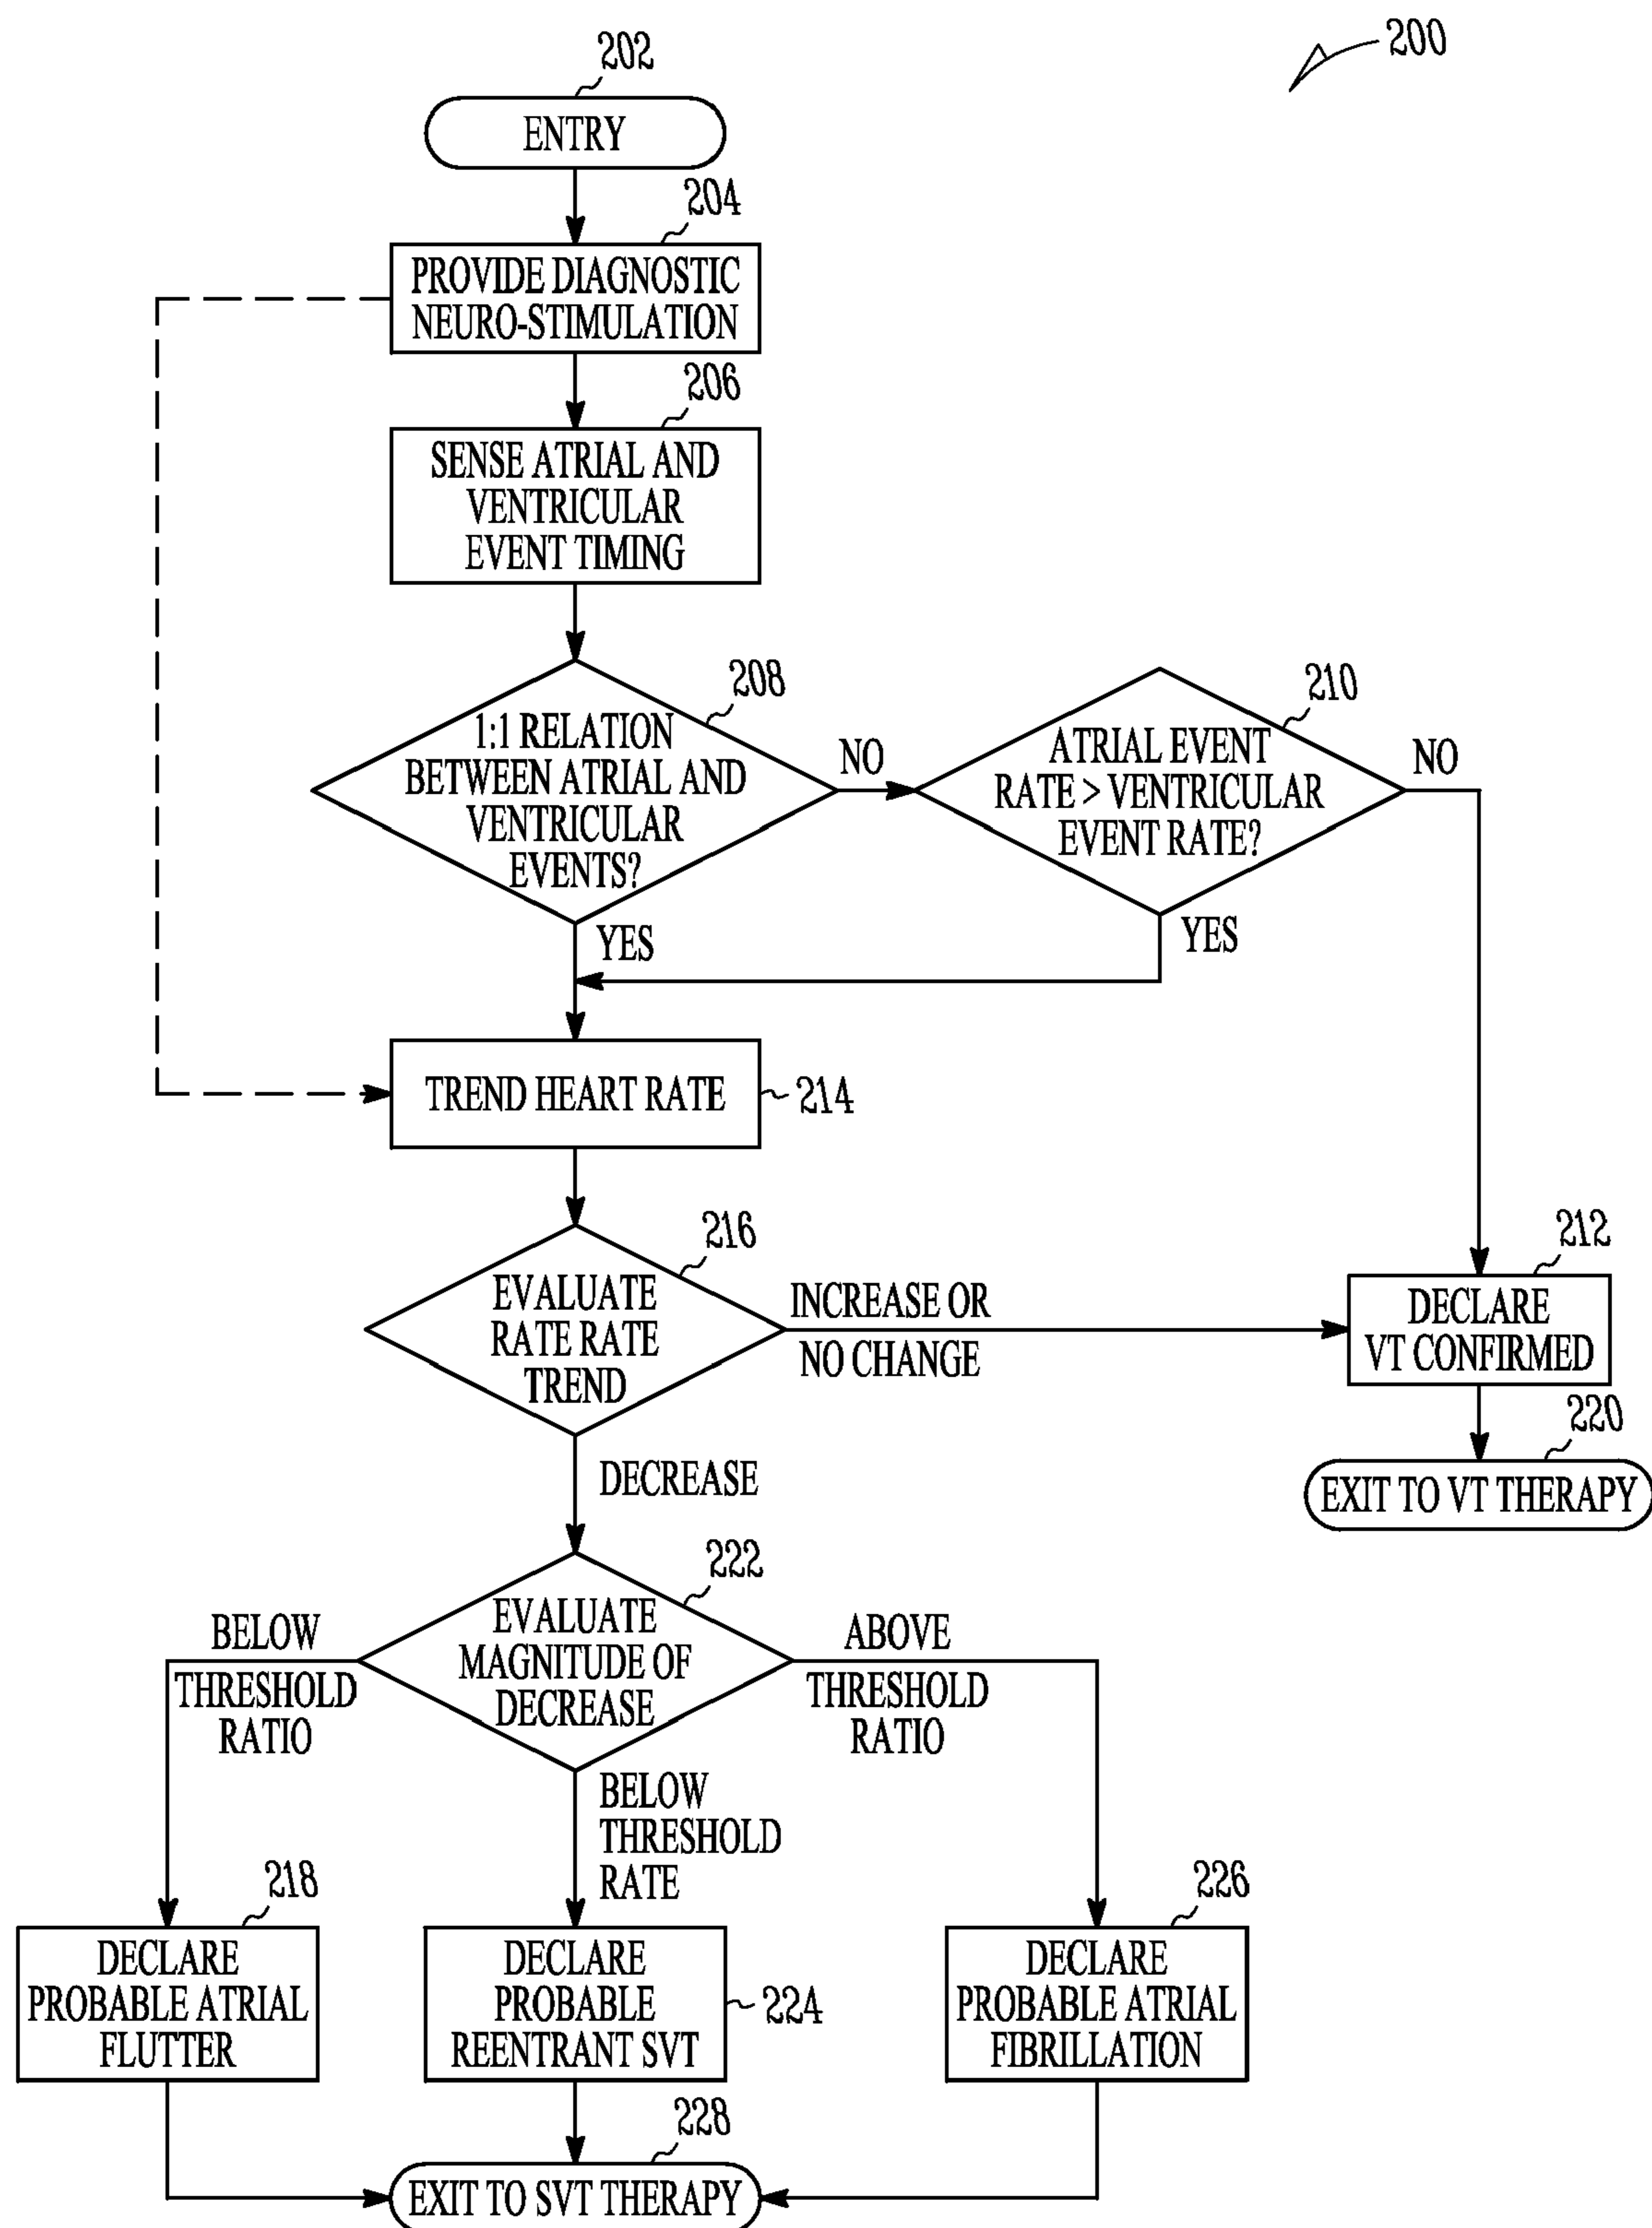 200
202
ENTRY
204
PROVIDE DIAGNOSTIC
NEURO-STIMULATION
206
SENSE ATRIAL AND
VENTRICULAR
EVENT TIMING
208
1:1 RELATION
BETWEEN ATRIAL AND
VENTRICULAR
EVENTS?
NO
YES
210
ATRIAL EVENT
RATE > VENTRICULAR
EVENT RATE?
NO
YES
TREND HEART RATE
214
216
EVALUATE
RATE RATE
TREND
INCREASE OR
NO CHANGE
212
DECLARE
VT CONFIRMED
220
EXIT TO VT THERAPY
DECREASE
222
EVALUATE
MAGNITUDE OF
DECREASE
BELOW
THRESHOLD
RATIO
BELOW
THRESHOLD
RATE
ABOVE
THRESHOLD
RATIO
218
DECLARE
PROBABLE ATRIAL
FLUTTER
DECLARE
PROBABLE
REENTRANT SVT
224
226
DECLARE
PROBABLE ATRIAL
FIBRILLATION
228
EXIT TO SVT THERAPY